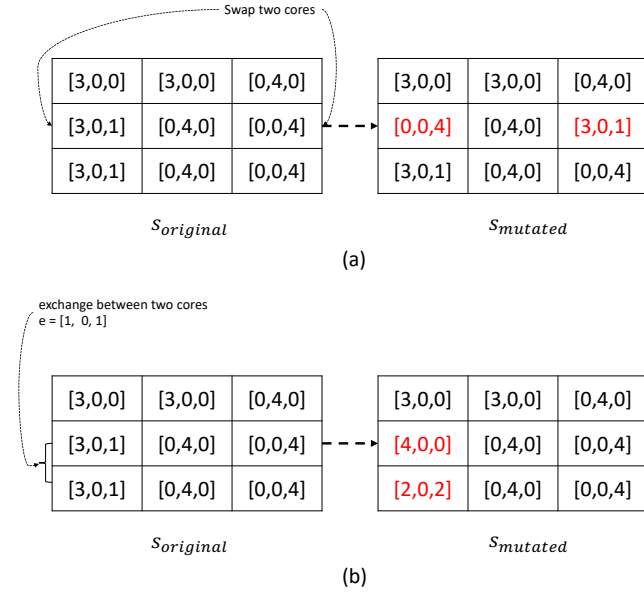 Swap two cores
[3,0,0] [3,0,0] [0,4,0] [3,0,0] [3,0,0] [0,4,0]
[3,0,1] [0,4,0] [0,0,4] [0,0,4] [0,4,0] [3,0,1]
[3,0,1] [0,4,0] [0,0,4] [3,0,1] [0,4,0] [0,0,4]
s_original s_mutated
(a)
exchange between two cores
e = [1, 0, 1]
[3,0,0] [3,0,0] [0,4,0] [3,0,0] [3,0,0] [0,4,0]
[3,0,1] [0,4,0] [0,0,4] [4,0,0] [0,4,0] [0,0,4]
[3,0,1] [0,4,0] [0,0,4] [2,0,2] [0,4,0] [0,0,4]
s_original s_mutated
(b)